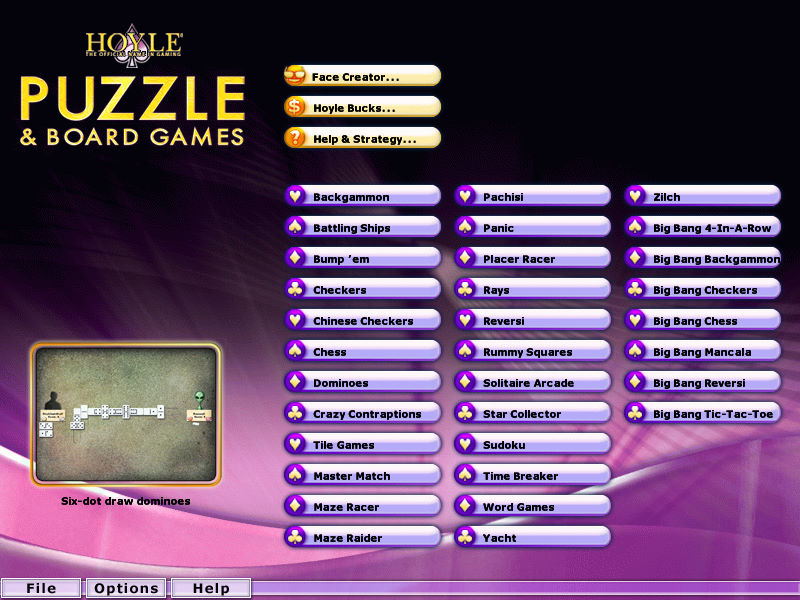 HOYLE®
THE OFFICIAL NAME IN GAMING
PUZZLE
& BOARD GAMES
Face Creator...
Hoyle Bucks...
Help & Strategy...
Backgammon
Battling Ships
Bump 'em
Checkers
Chinese Checkers
Chess
Dominoes
Crazy Contraptions
Tile Games
Master Match
Maze Racer
Maze Raider
Pachisi
Panic
Placer Racer
Rays
Reversi
Rummy Squares
Solitaire Arcade
Star Collector
Sudoku
Time Breaker
Word Games
Yacht
Zilch
Big Bang 4-In-A-Row
Big Bang Backgammon
Big Bang Checkers
Big Bang Chess
Big Bang Mancala
Big Bang Reversi
Big Bang Tic-Tac-Toe
Six-dot draw dominoes
File
Options
Help